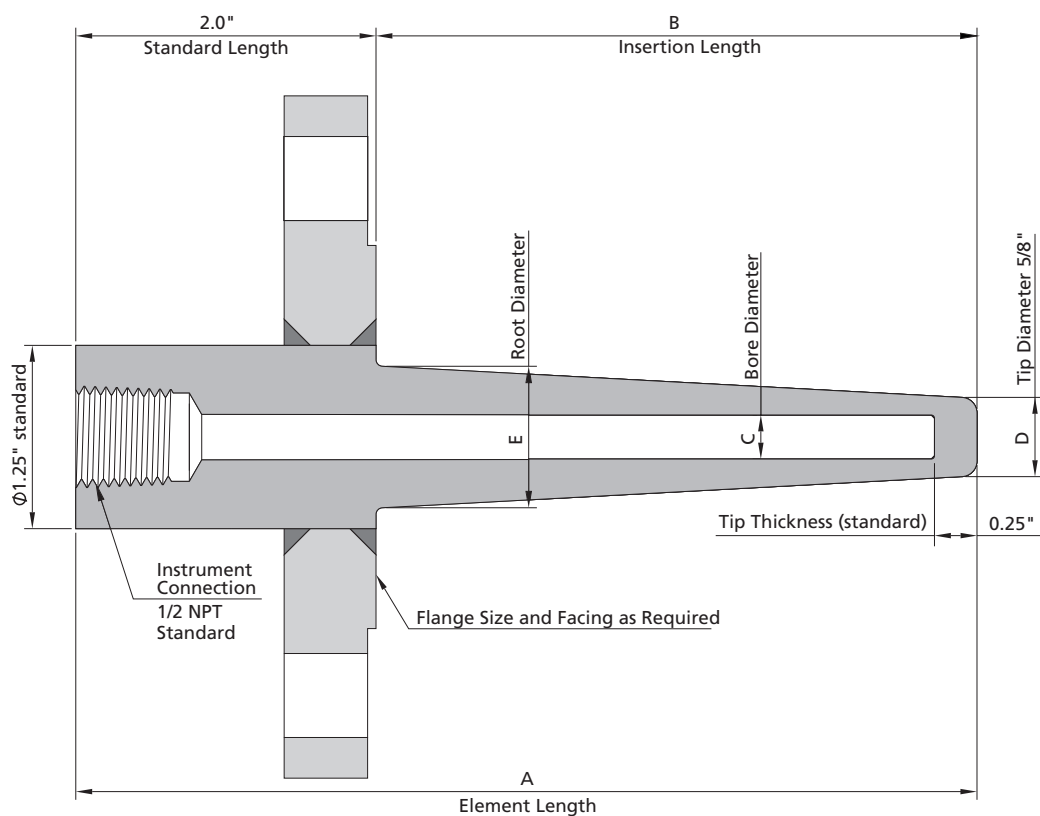 2.0"
Standard Length
B
Insertion Length
Root Diameter
Bore Diameter
Tip Diameter 5/8"
Φ1.25" standard
E
C
D
Tip Thickness (standard)
0.25"
Instrument
Connection
1/2 NPT
Standard
Flange Size and Facing as Required
A
Element Length